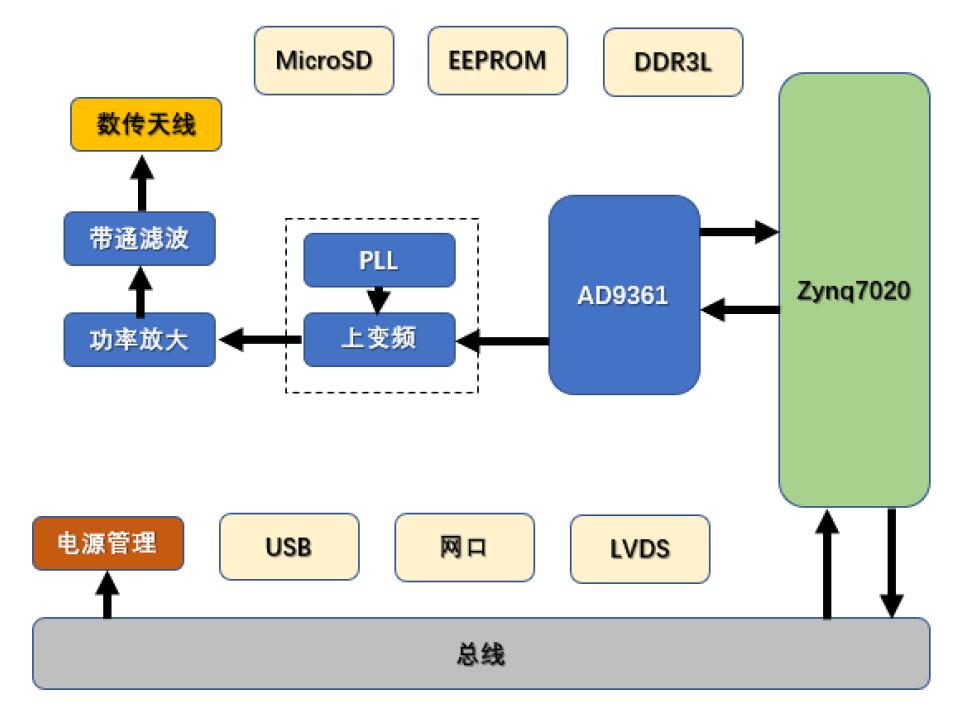 MicroSD
EEPROM
DDR3L
数传天线
带通滤波
PLL
AD9361
Zynq7020
功率放大
上变频
电源管理
USB
网口
LVDS
总线